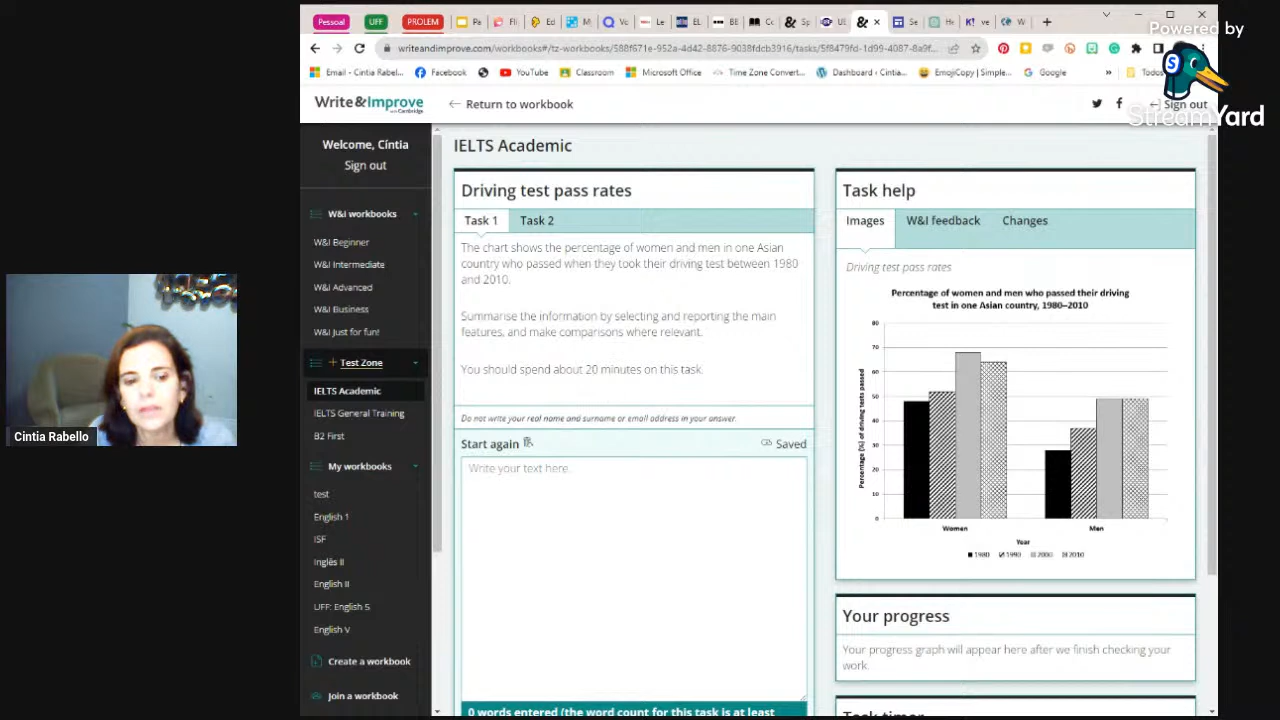 Pessoal
UFF
PROLEM
writeandimprove.com/workbooks#/tz-workbooks/588f671e-952a-4d42-8876-9038fdcb3916/tasks/5f8479fd-1d99-4087-8a9f...
Email - Cintia Rabel...
Facebook
YouTube
Classroom
Microsoft Office
Time Zone Convert...
Dashboard ‹ Cíntia...
EmojiCopy | Simple...
Google
»
Todos
Powered by
StreamYard
Write&Improve
with Cambridge
Return to workbook
Sign out
Welcome, Cíntia
Sign out
W&I workbooks
W&I Beginner
W&I Intermediate
W&I Advanced
W&I Business
W&I Just for fun!
+ Test Zone
IELTS Academic
IELTS General Training
B2 First
My workbooks
test
English 1
ISF
Inglês II
English II
UFF: English 5
English V
Create a workbook
Join a workbook
Cintia Rabello
IELTS Academic
Driving test pass rates
Task 1
Task 2
The chart shows the percentage of women and men in one Asian
country who passed when they took their driving test between 1980
and 2010.
Summarise the information by selecting and reporting the main
features, and make comparisons where relevant.
You should spend about 20 minutes on this task.
Do not write your real name and surname or email address in your answer.
Start again
Saved
Write your text here.
0 words entered (the word count for this task is at least
Task help
Images
W&I feedback
Changes
Driving test pass rates
Percentage of women and men who passed their driving
test in one Asian country, 1980–2010
Percentage (%) of driving tests passed
80
70
60
50
40
30
20
10
0
Women
Men
Year
1980
1990
2000
2010
Your progress
Your progress graph will appear here after we finish checking your
work.
Task timer